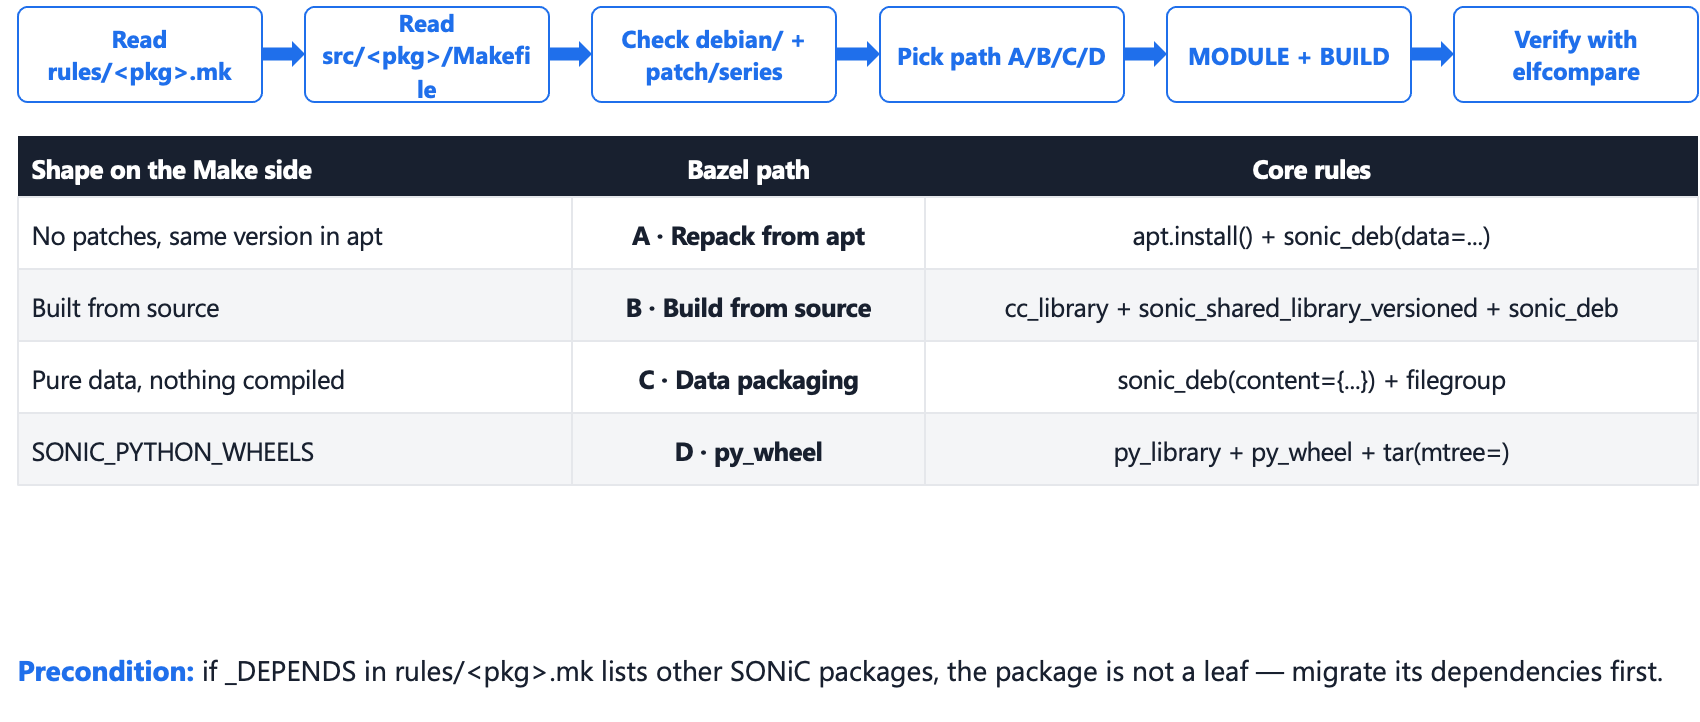 Read
rules/<pkg>.mk
Read
src/<pkg>/Makefi
le
Check debian/ +
patch/series
Pick path A/B/C/D
MODULE + BUILD
Verify with
elfcompare
Shape on the Make side Bazel path Core rules
No patches, same version in apt A · Repack from apt apt.install() + sonic_deb(data=...)
Built from source B · Build from source cc_library + sonic_shared_library_versioned + sonic_deb
Pure data, nothing compiled C · Data packaging sonic_deb(content={...}) + filegroup
SONIC_PYTHON_WHEELS D · py_wheel py_library + py_wheel + tar(mtree=)
Precondition: if _DEPENDS in rules/<pkg>.mk lists other SONiC packages, the package is not a leaf — migrate its dependencies first.